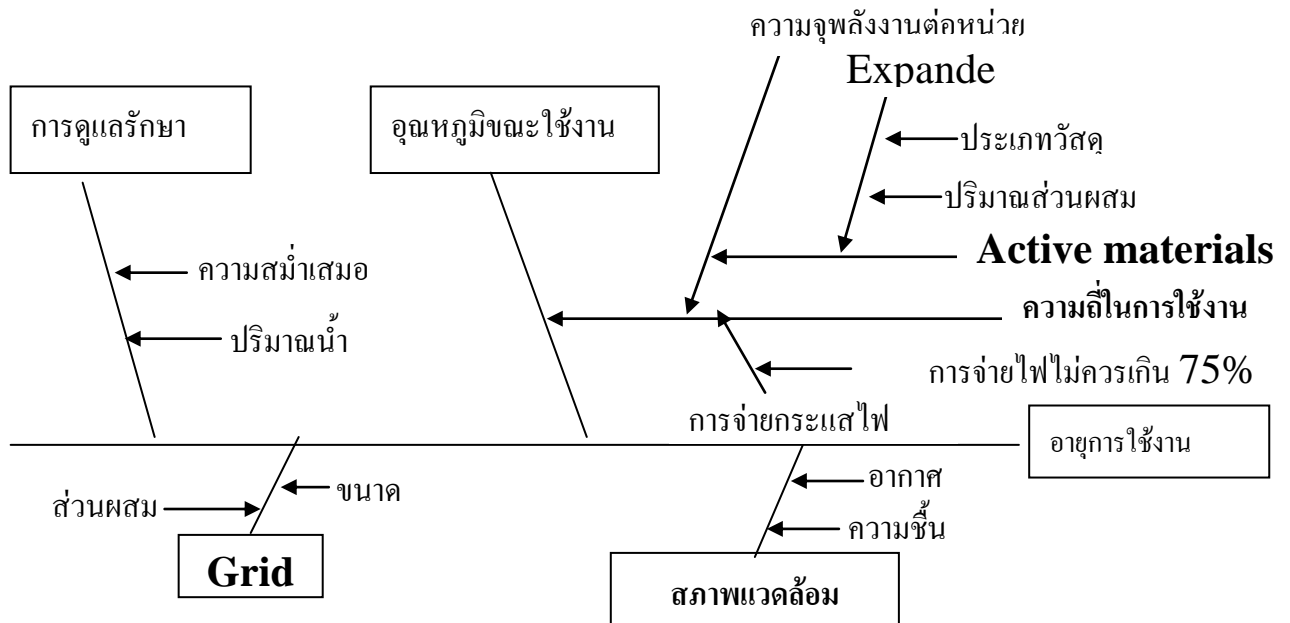 ความจุพลังงานต่อหน่วย
Expande
การดูแลรักษา
อุณหภูมิขณะใช้งาน
ประเภทวัสดุ
ปริมาณส่วนผสม
Active materials
ความสม่ำเสมอ
ความถี่ในการใช้งาน
ปริมาณน้ำ
การจ่ายไฟไม่ควรเกิน 75%
การจ่ายกระแสไฟ
อายุการใช้งาน
อากาศ
ขนาด
ส่วนผสม
ความชื้น
Grid
สภาพแวดล้อม